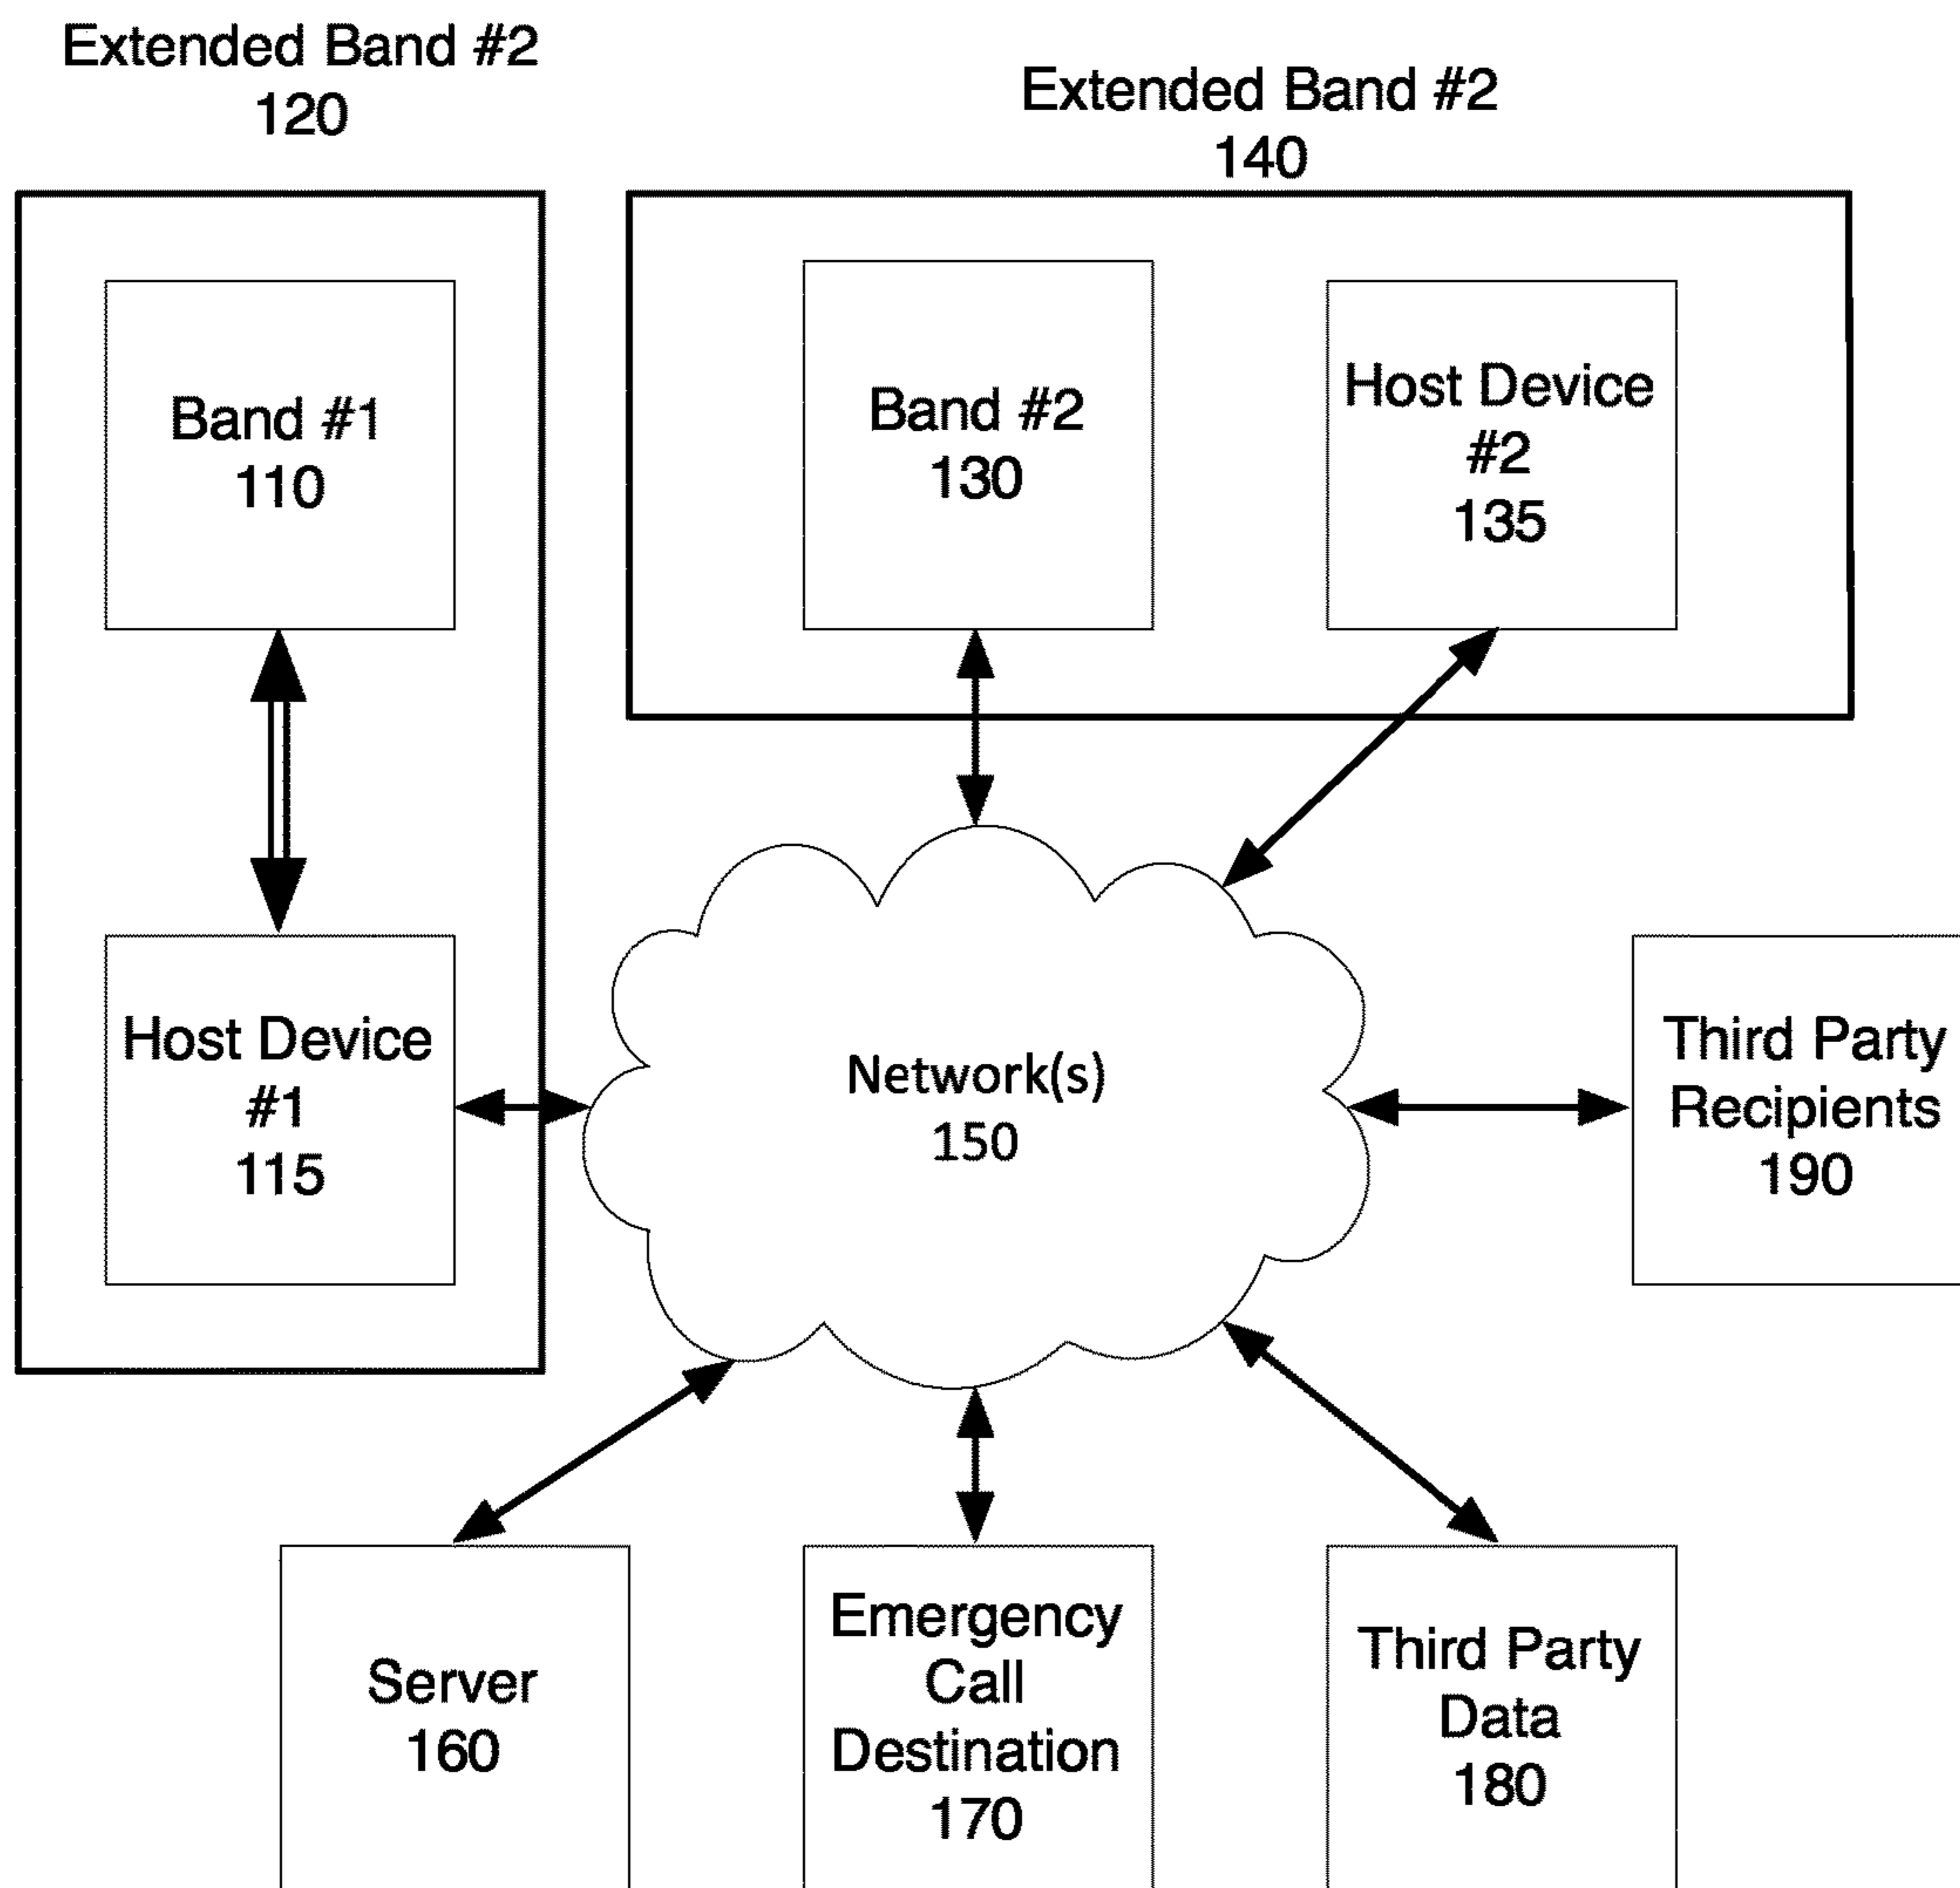 Extended Band #2
120
Extended Band #2
140
Band #1
110
Band #2
130
Host Device
#2
135
Host Device
#1
115
Network(s)
150
Third Party
Recipients
190
Server
160
Emergency
Call
Destination
170
Third Party
Data
180